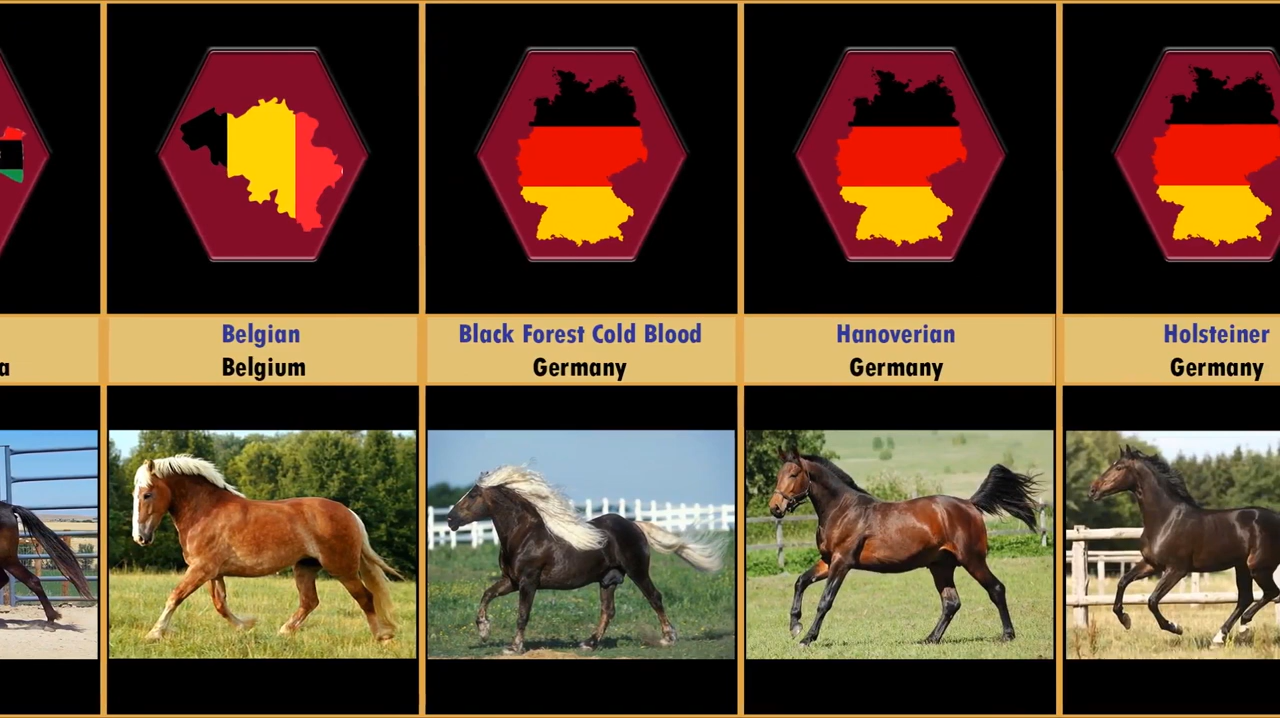 a
Belgian
Belgium
Black Forest Cold Blood
Germany
Hanoverian
Germany
Holsteiner
Germany